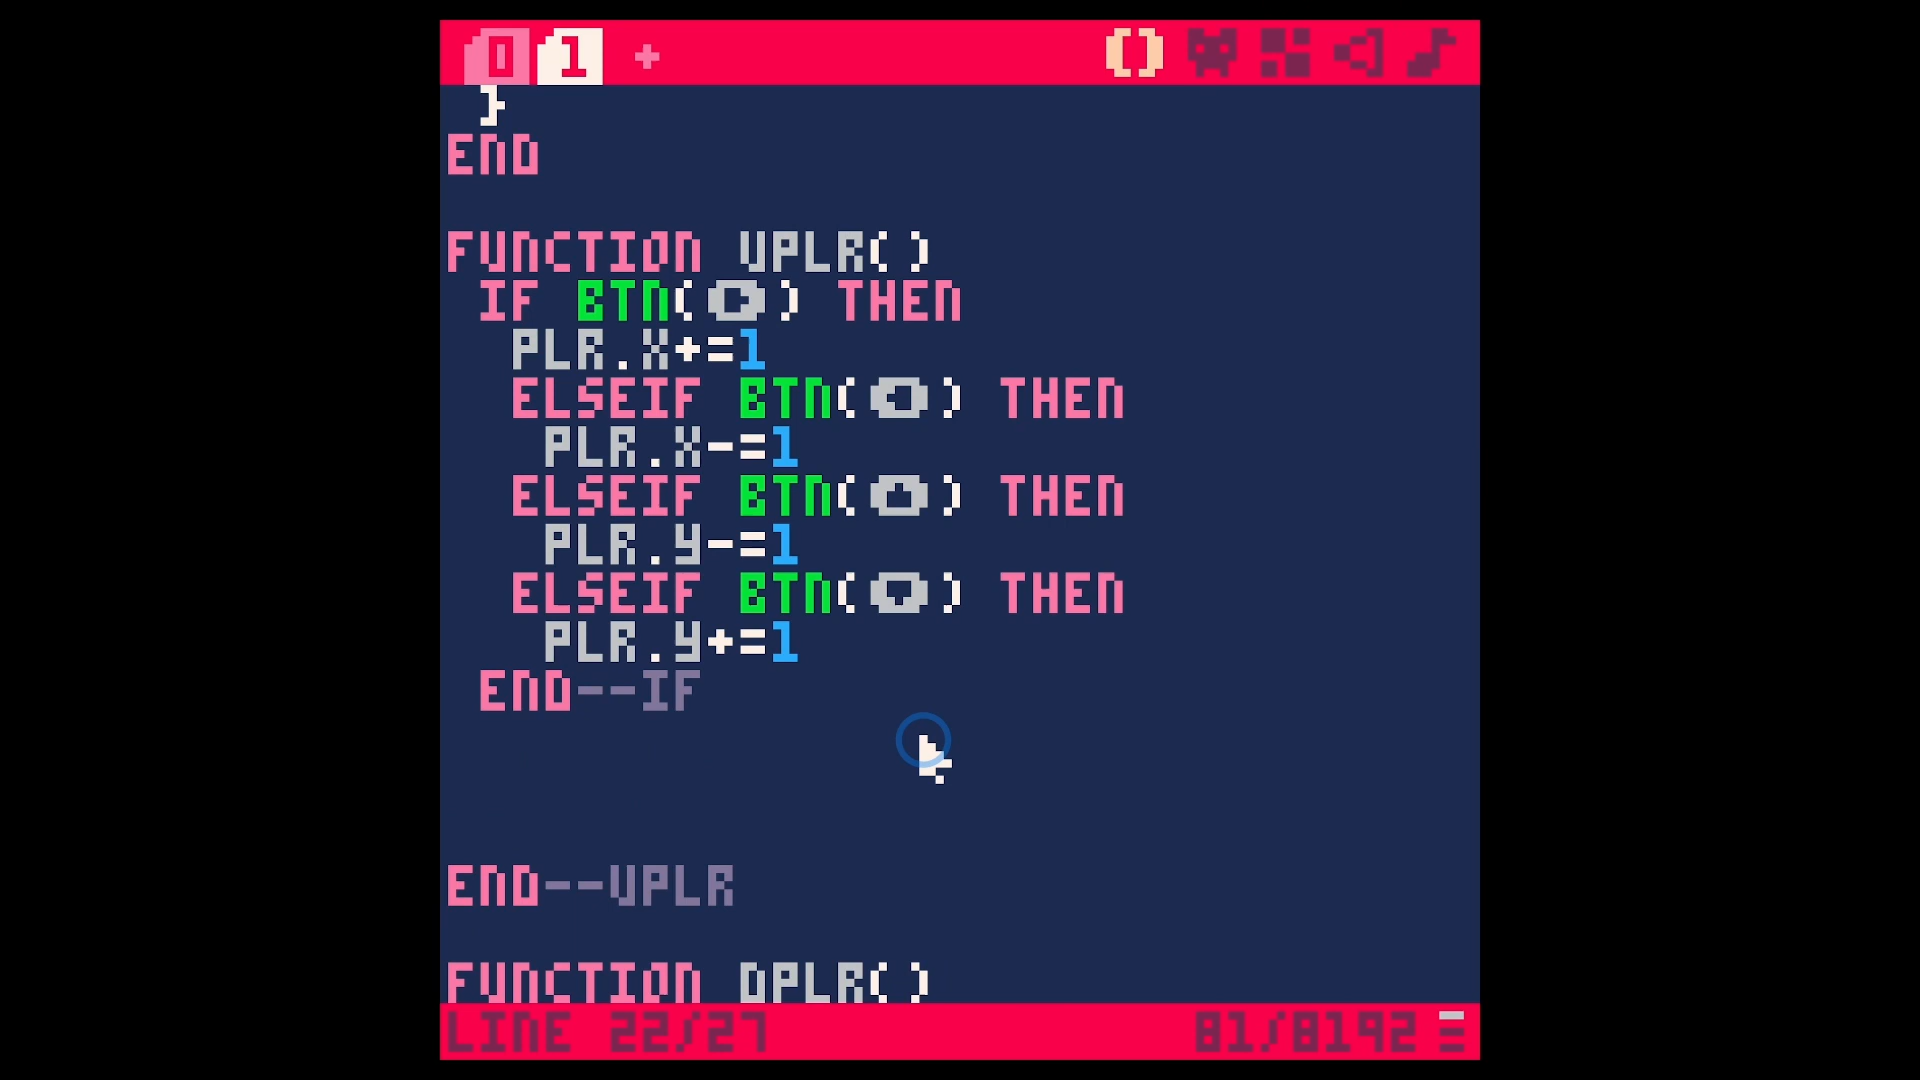 0 1 +
}
END
FUNCTION UPLR()
IF BTN(➡️) THEN
PLR.X+=1
ELSEIF BTN(⬅️) THEN
PLR.X-=1
ELSEIF BTN(⬆️) THEN
PLR.Y-=1
ELSEIF BTN(⬇️) THEN
PLR.Y+=1
END--IF
END--UPLR
FUNCTION DPLR()
LINE 22/27 81/8192